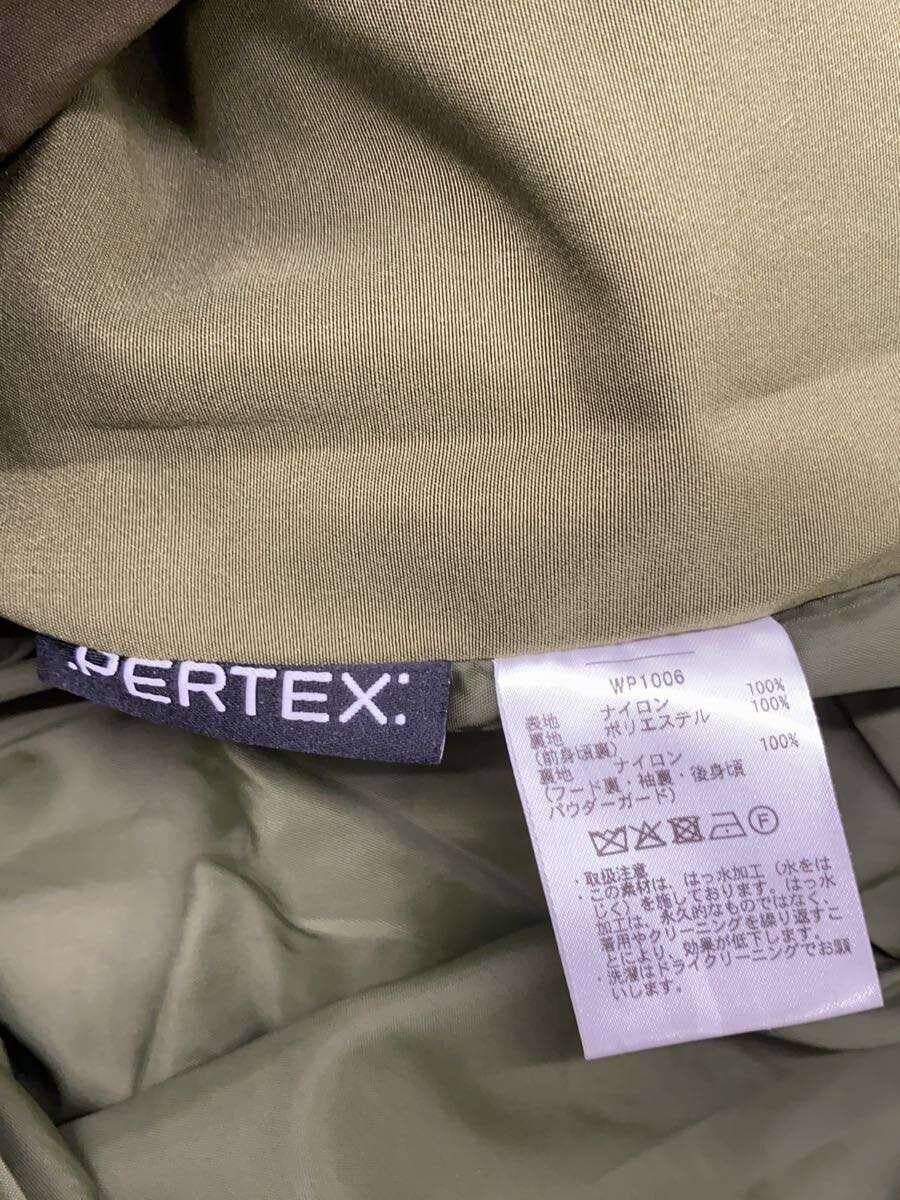 :PERTEX:
WP1006
表地 ナイロン 100%
裏地 ポリエステル 100%
(前身頃裏)
裏地 ナイロン 100%
(フード裏・袖裏・後身頃
パウダーガード)
Ⓕ
・取扱注意
・この素材は、はっ水加工(水をは
じく)を施しております。はっ水
加工は、永久的なものではなく、
着用やクリーニングを繰り返すこ
とにより、効果が低下します。
・洗濯はドライクリーニングでお願
いします。